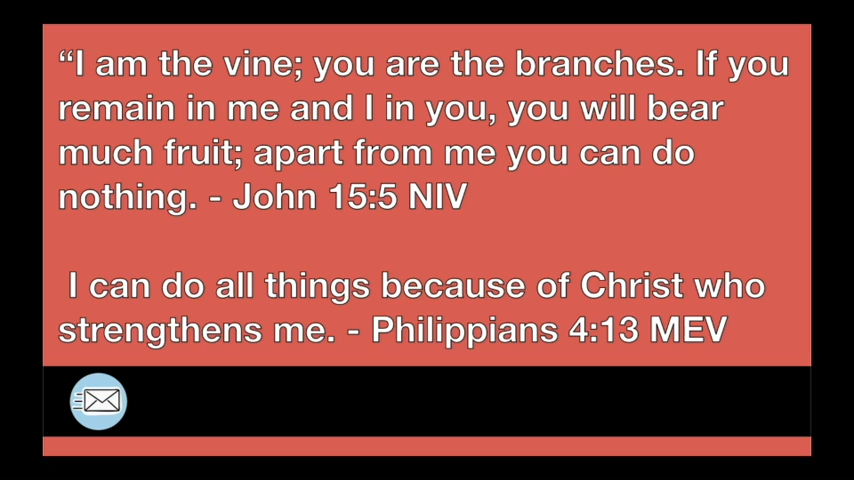 “I am the vine; you are the branches. If you
remain in me and I in you, you will bear
much fruit; apart from me you can do
nothing. - John 15:5 NIV
I can do all things because of Christ who
strengthens me. - Philippians 4:13 MEV